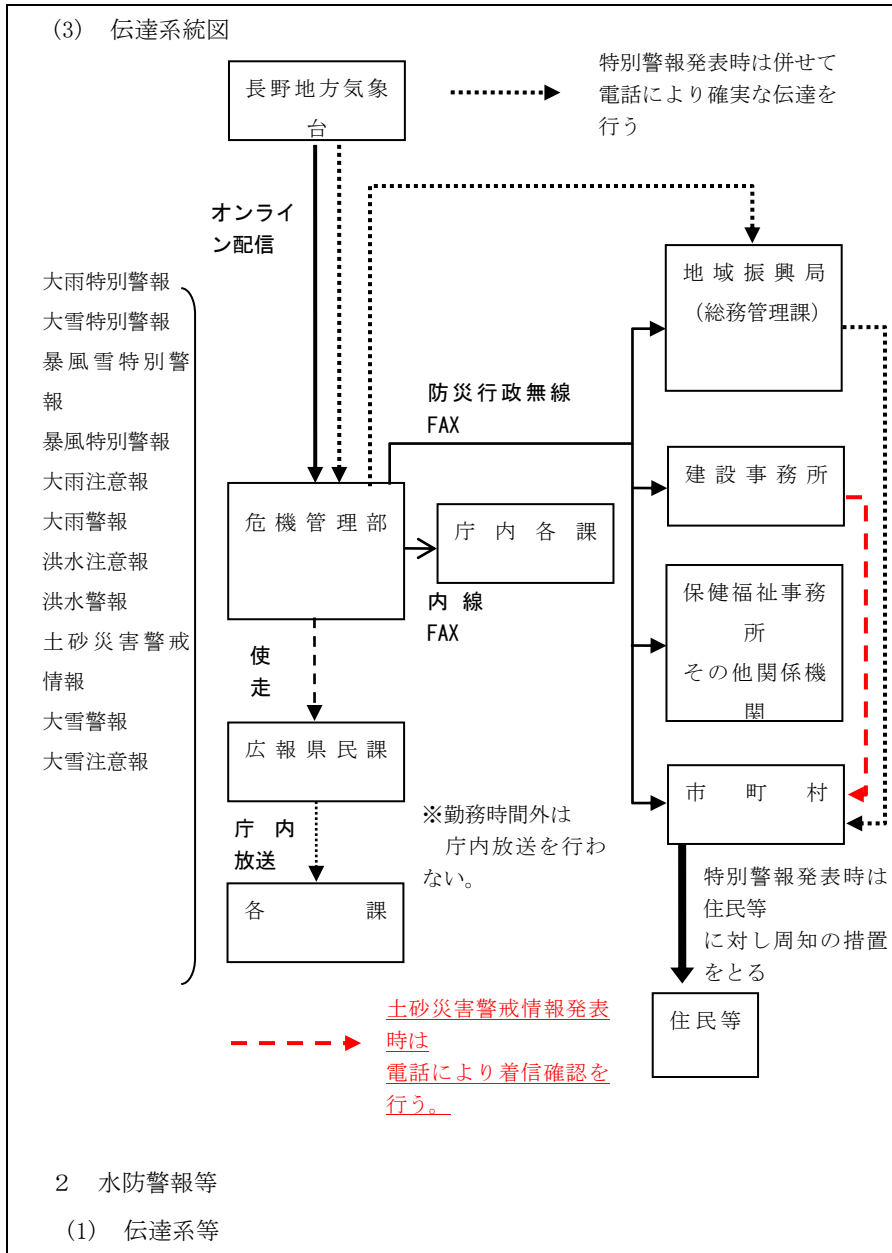 (3) 伝達系統図
長野地方気象
台
特別警報発表時は併せて
電話により確実な伝達を
行う
オンライ
ン配信
地域振興局
(総務管理課)
大雨特別警報
大雪特別警報
暴風雪特別警
報
暴風特別警報
大雨注意報
大雨警報
洪水注意報
洪水警報
土砂災害警戒
情報
大雪警報
大雪注意報
防災行政無線
FAX
建設事務所
危機管理部
庁内各課
内線
FAX
保健福祉事務
所
その他関係機
関
使
走
広報県民課
市町村
※勤務時間外は
庁内放送を行わ
ない。
庁内
放送
各課
特別警報発表時は
住民等
に対し周知の措置
をとる
住民等
土砂災害警戒情報発表
時は
電話により着信確認を
行う。
2 水防警報等
(1) 伝達系等